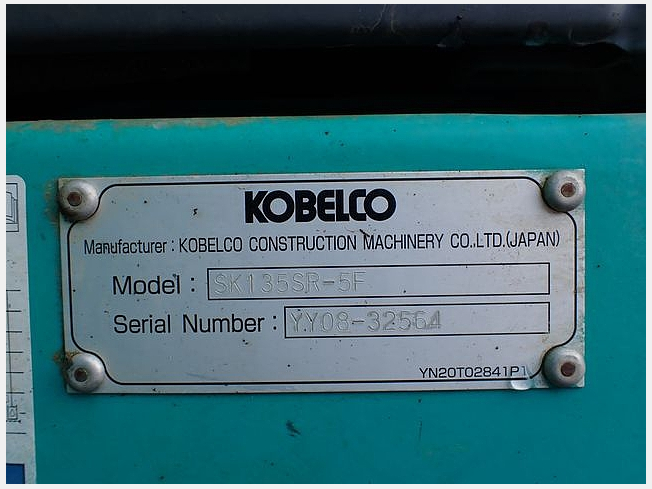 KOBELCO
Manufacturer : KOBELCO CONSTRUCTION MACHINERY CO.,LTD.(JAPAN)
Model : SK135SR-5F
Serial Number : YY08-32564
YN20T02841P1